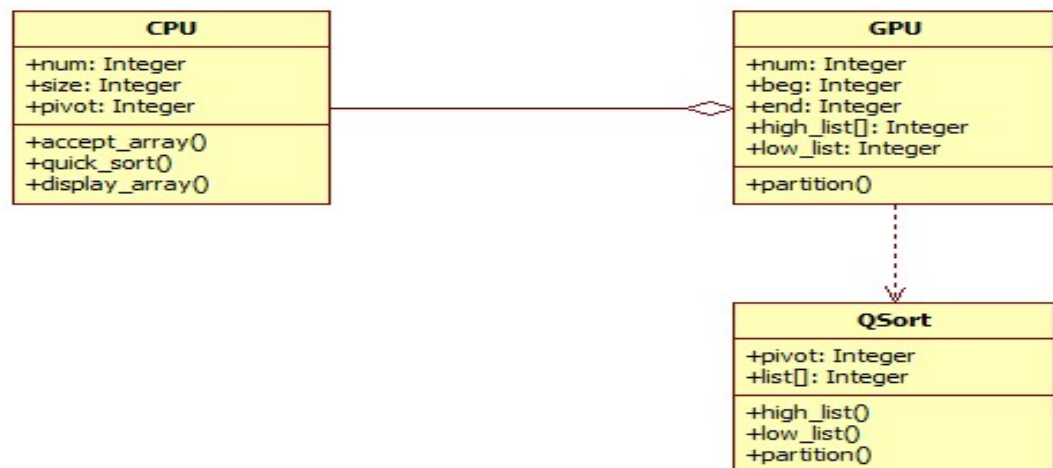 CPU
+num: Integer
+size: Integer
+pivot: Integer
+accept_array()
+quick_sort()
+display_array()
GPU
+num: Integer
+beg: Integer
+end: Integer
+high_list[]: Integer
+low_list: Integer
+partition()
QSort
+pivot: Integer
+list[]: Integer
+high_list()
+low_list()
+partition()